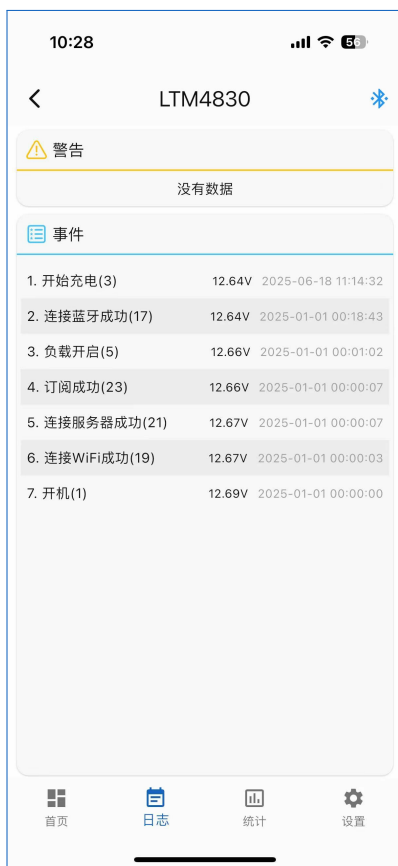 10:28
56
LTM4830
警告
没有数据
事件
1. 开始充电(3) 12.64V 2025-06-18 11:14:32
2. 连接蓝牙成功(17) 12.64V 2025-01-01 00:18:43
3. 负载开启(5) 12.66V 2025-01-01 00:01:02
4. 订阅成功(23) 12.66V 2025-01-01 00:00:07
5. 连接服务器成功(21) 12.67V 2025-01-01 00:00:07
6. 连接WiFi成功(19) 12.67V 2025-01-01 00:00:03
7. 开机(1) 12.69V 2025-01-01 00:00:00
首页 日志 统计 设置